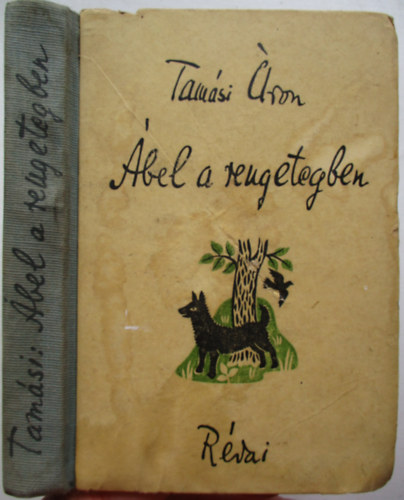 Tamási: Ábel a rengetegben
Tamási Áron
Ábel a rengetegben
Révai